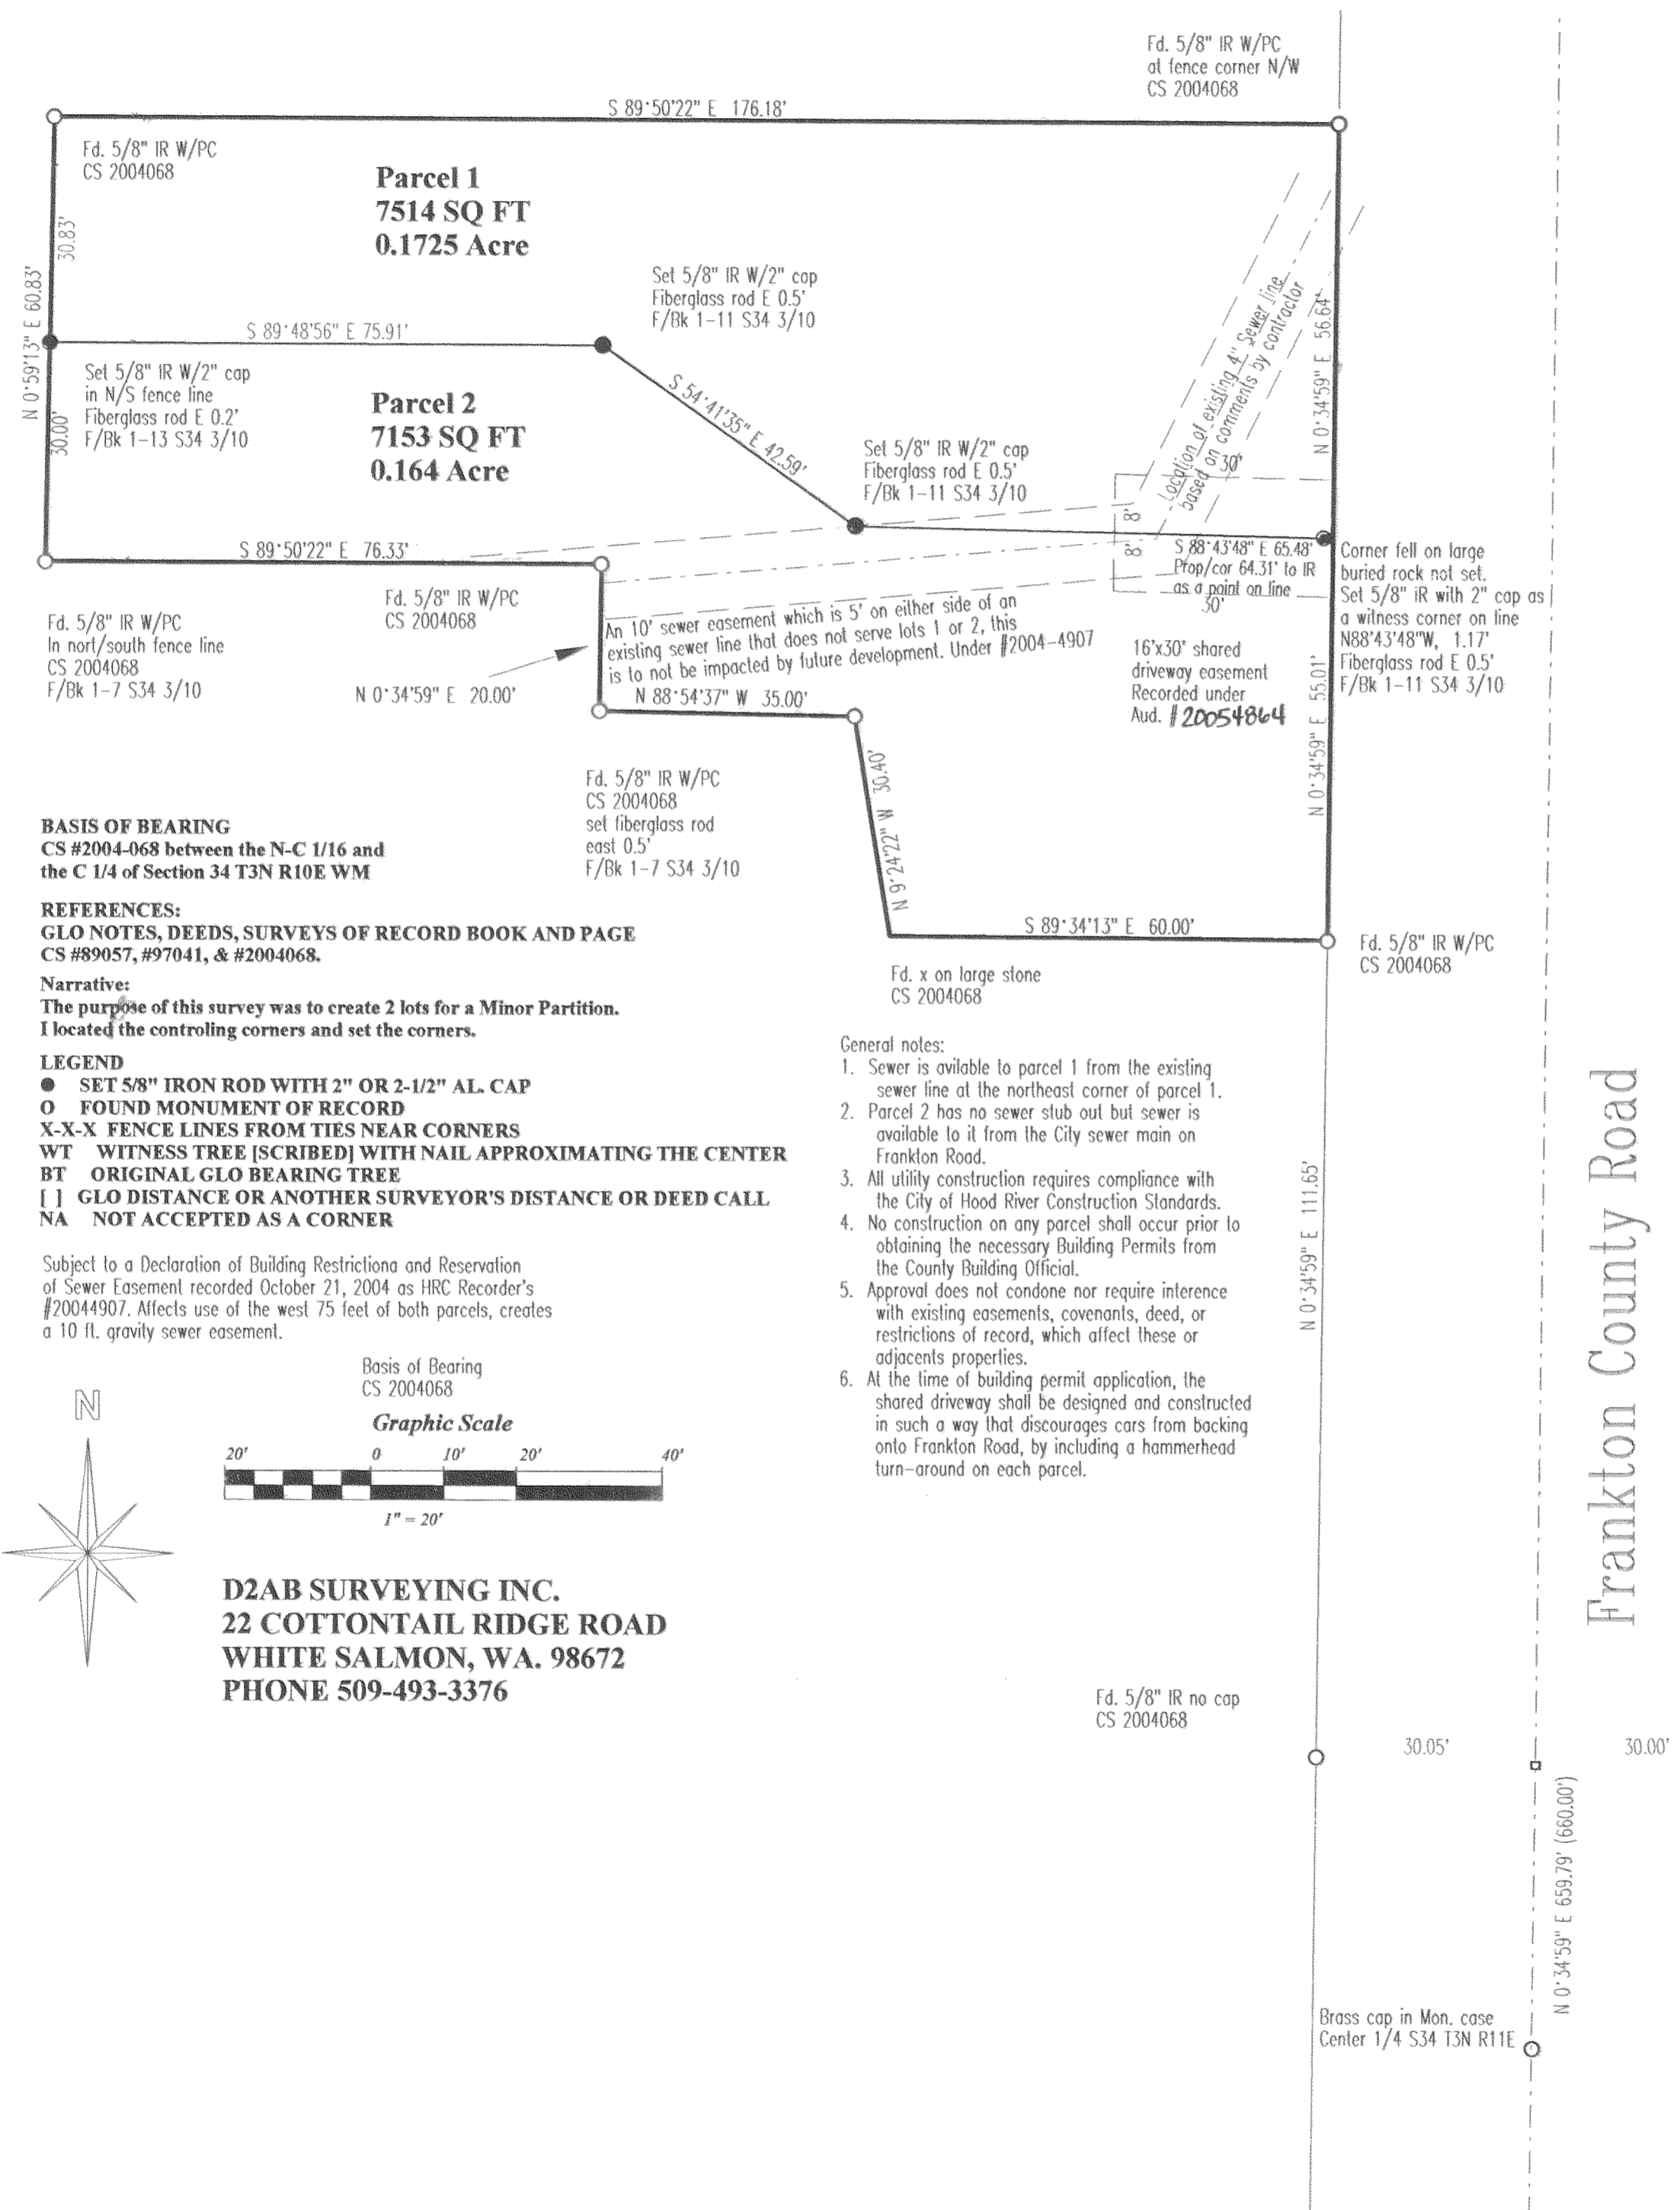 Fd. 5/8" IR W/PC
at fence corner N/W
CS 2004068
S 89°50'22" E 176.18'
Fd. 5/8" IR W/PC
CS 2004068
Parcel 1
7514 SQ FT
0.1725 Acre
30.83'
N 0°59'13" E 60.83'
Set 5/8" IR W/2" cap
Fiberglass rod E 0.5'
F/Bk 1-11 S34 3/10
S 89°48'56" E 75.91'
Set 5/8" IR W/2" cap
in N/S fence line
Fiberglass rod E 0.2'
F/Bk 1-13 S34 3/10
30.00'
Parcel 2
7153 SQ FT
0.164 Acre
S 54°41'35" E 42.59'
Set 5/8" IR W/2" cap
Fiberglass rod E 0.5'
F/Bk 1-11 S34 3/10
Location of existing 4" Sewer line
based on comments by contractor
N 0°34'59" E 56.64'
30'
8'
8'
S 88°43'48" E 65.48'
Prop/cor 64.31' to IR
as a point on line
30'
Corner fell on large
buried rock not set.
Set 5/8" iR with 2" cap as
a witness corner on line
N88°43'48"W, 1.17'
Fiberglass rod E 0.5'
F/Bk 1-11 S34 3/10
S 89°50'22" E 76.33'
Fd. 5/8" IR W/PC
CS 2004068
Fd. 5/8" IR W/PC
In nort/south fence line
CS 2004068
F/Bk 1-7 S34 3/10
An 10' sewer easement which is 5' on either side of an
existing sewer line that does not serve lots 1 or 2, this
is to not be impacted by future development. Under #2004-4907
N 0°34'59" E 20.00'
N 88°54'37" W 35.00'
16'x30' shared
driveway easement
Recorded under
Aud. #20054864
N 0°34'59" E 55.01'
N 9°24'22" W 30.40'
Fd. 5/8" IR W/PC
CS 2004068
set fiberglass rod
east 0.5'
F/Bk 1-7 S34 3/10
S 89°34'13" E 60.00'
Fd. 5/8" IR W/PC
CS 2004068
Fd. x on large stone
CS 2004068
BASIS OF BEARING
CS #2004-068 between the N-C 1/16 and
the C 1/4 of Section 34 T3N R10E WM
REFERENCES:
GLO NOTES, DEEDS, SURVEYS OF RECORD BOOK AND PAGE
CS #89057, #97041, & #2004068.
Narrative:
The purpose of this survey was to create 2 lots for a Minor Partition.
I located the controling corners and set the corners.
LEGEND
● SET 5/8" IRON ROD WITH 2" OR 2-1/2" AL. CAP
O FOUND MONUMENT OF RECORD
X-X-X FENCE LINES FROM TIES NEAR CORNERS
WT WITNESS TREE [SCRIBED] WITH NAIL APPROXIMATING THE CENTER
BT ORIGINAL GLO BEARING TREE
[ ] GLO DISTANCE OR ANOTHER SURVEYOR'S DISTANCE OR DEED CALL
NA NOT ACCEPTED AS A CORNER
Subject to a Declaration of Building Restrictiona and Reservation
of Sewer Easement recorded October 21, 2004 as HRC Recorder's
#20044907. Affects use of the west 75 feet of both parcels, creates
a 10 ft. gravity sewer easement.
Basis of Bearing
CS 2004068
N
Graphic Scale
20' 0 10' 20' 40'
1" = 20'
D2AB SURVEYING INC.
22 COTTONTAIL RIDGE ROAD
WHITE SALMON, WA. 98672
PHONE 509-493-3376
General notes:
1. Sewer is avilable to parcel 1 from the existing
sewer line at the northeast corner of parcel 1.
2. Parcel 2 has no sewer stub out but sewer is
available to it from the City sewer main on
Frankton Road.
3. All utility construction requires compliance with
the City of Hood River Construction Standards.
4. No construction on any parcel shall occur prior to
obtaining the necessary Building Permits from
the County Building Official.
5. Approval does not condone nor require interence
with existing easements, covenants, deed, or
restrictions of record, which affect these or
adjacents properties.
6. At the time of building permit application, the
shared driveway shall be designed and constructed
in such a way that discourages cars from backing
onto Frankton Road, by including a hammerhead
turn-around on each parcel.
N 0°34'59" E 111.65'
Frankton County Road
Fd. 5/8" IR no cap
CS 2004068
30.05'
30.00'
N 0°34'59" E 659.79' (660.00')
Brass cap in Mon. case
Center 1/4 S34 T3N R11E